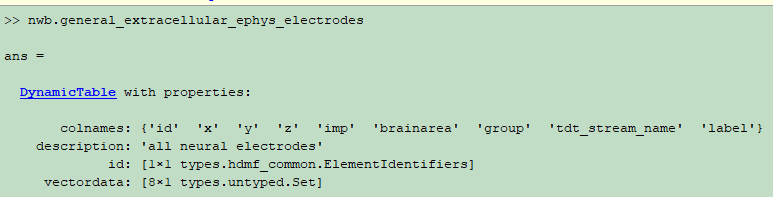 >> nwb.general_extracellular_ephys_electrodes
ans =
DynamicTable with properties:
colnames: {'id' 'x' 'y' 'z' 'imp' 'brainarea' 'group' 'tdt_stream_name' 'label'}
description: 'all neural electrodes'
id: [1×1 types.hdmf_common.ElementIdentifiers]
vectordata: [8×1 types.untyped.Set]